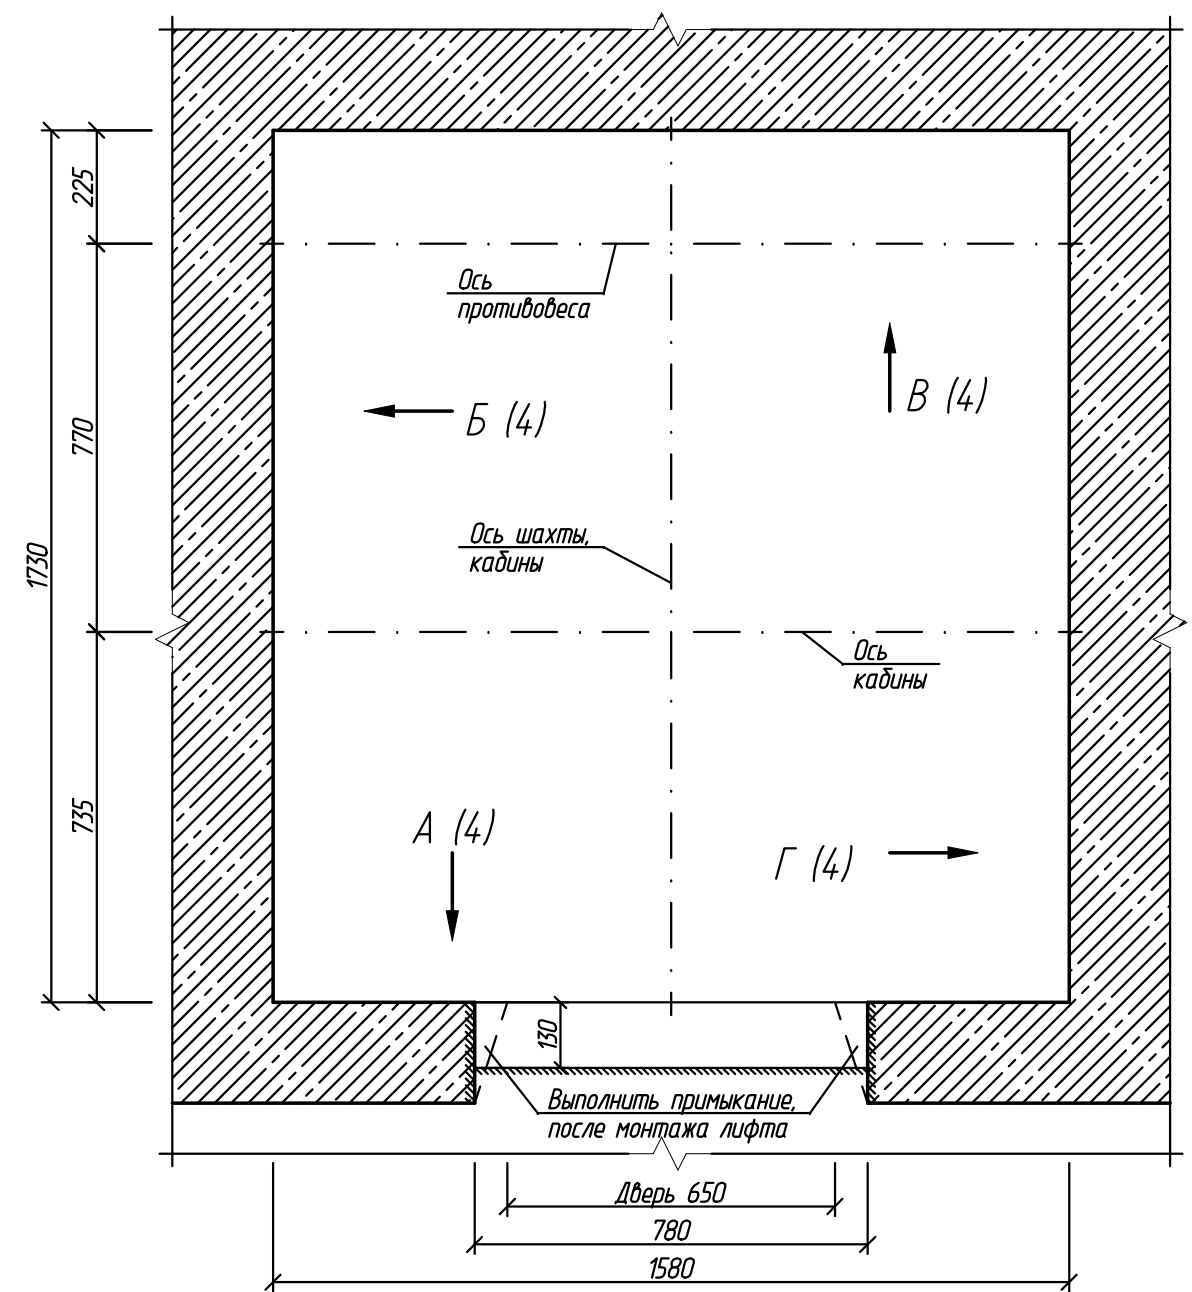 225
Ось
противовеса
Б (4)
В (4)
770
1730
Ось шахты,
кабины
Ось
кабины
735
А (4)
Г (4)
130
Выполнить примыкание,
после монтажа лифта
Дверь 650
780
1580